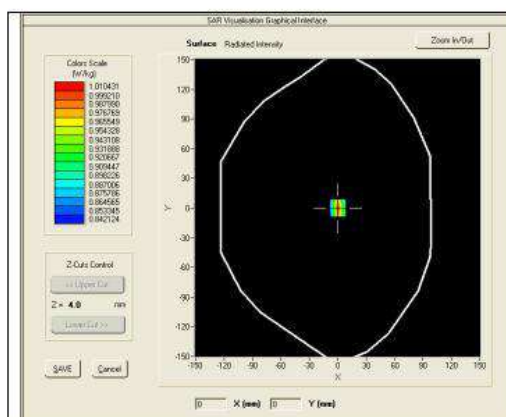 SAR Visualisation Graphical Interface
Surface Radiated Intensity
Zoom In/Out
Colors Scale
(W/kg)
1.010431
0.999210
0.987990
0.976769
0.965549
0.954328
0.943108
0.931888
0.920667
0.909447
0.898226
0.887006
0.875786
0.864565
0.853345
0.842124
150
120
90
60
30
0
-30
-60
-90
-120
-150
Y
-150 -120 -90 -60 -30 0 30 60 90 120 150
X
Z-Cuts Control
<< Upper Cut
Z = 4.0 mm
Lower Cut >>
SAVE Cancel
0 X (mm) 0 Y (mm)